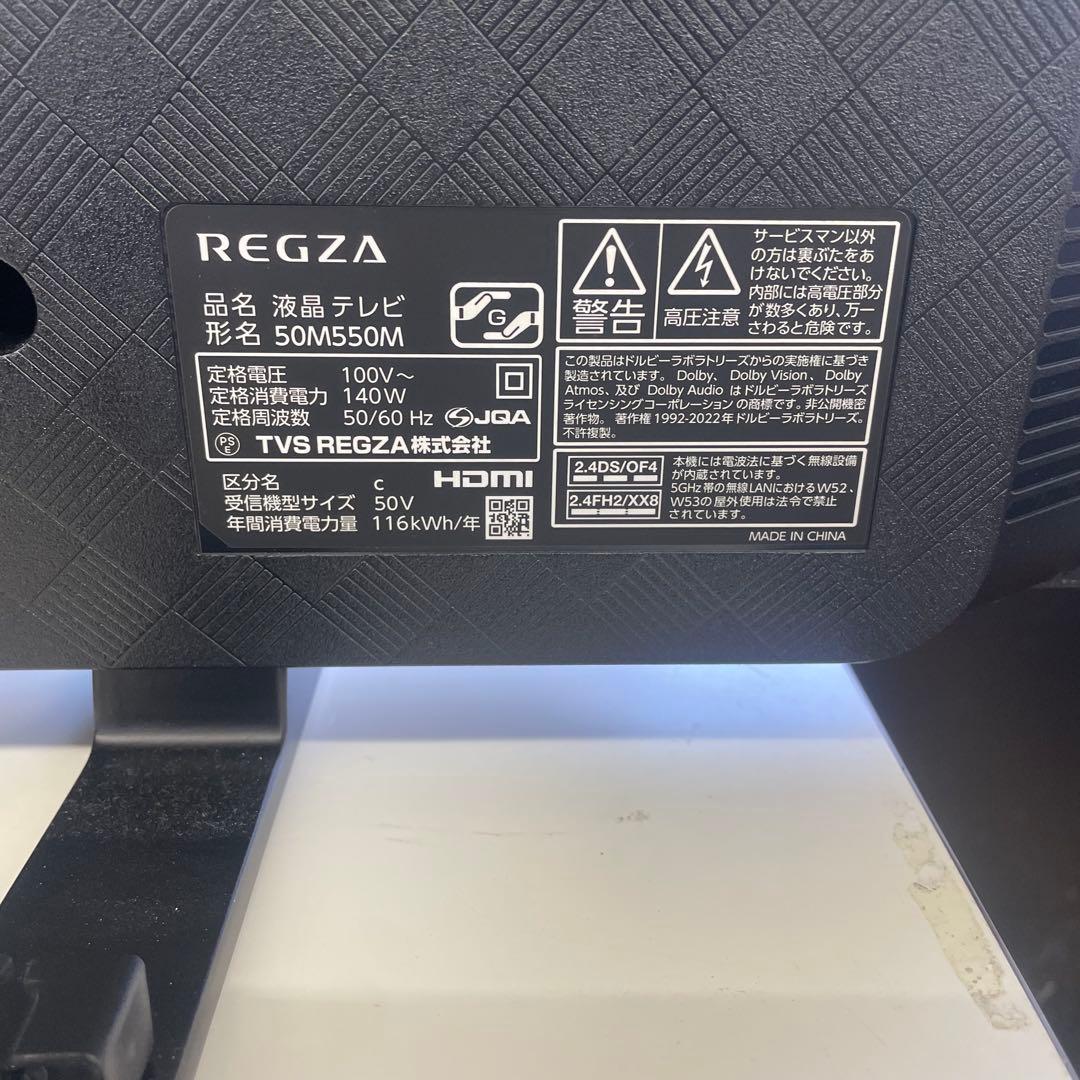 REGZA
品名 液晶テレビ
形名 50M550M
G
定格電圧 100V～
定格消費電力 140W
定格周波数 50/60 Hz
JQA
PS
E
TVS REGZA株式会社
区分名 c
HDMI
受信機型サイズ 50V
年間消費電力量 116kWh/年
警告
高圧注意
サービスマン以外
の方は裏ぶたをあ
けないでください。
内部には高電圧部分
が数多くあり、万一
さわると危険です。
この製品はドルビーラボラトリーズからの実施権に基づき
製造されています。Dolby、Dolby Vision、Dolby
Atmos、及び Dolby Audio はドルビーラボラトリーズ
ライセンシングコーポレーションの商標です。非公開機密
著作物。著作権 1992-2022年ドルビーラボラトリーズ。
不許複製。
2.4DS/OF4
2.4FH2/XX8
本機には電波法に基づく無線設備
が内蔵されています。
5GHz帯の無線LANにおけるW52、
W53の屋外使用は法令で禁止
されています。
MADE IN CHINA